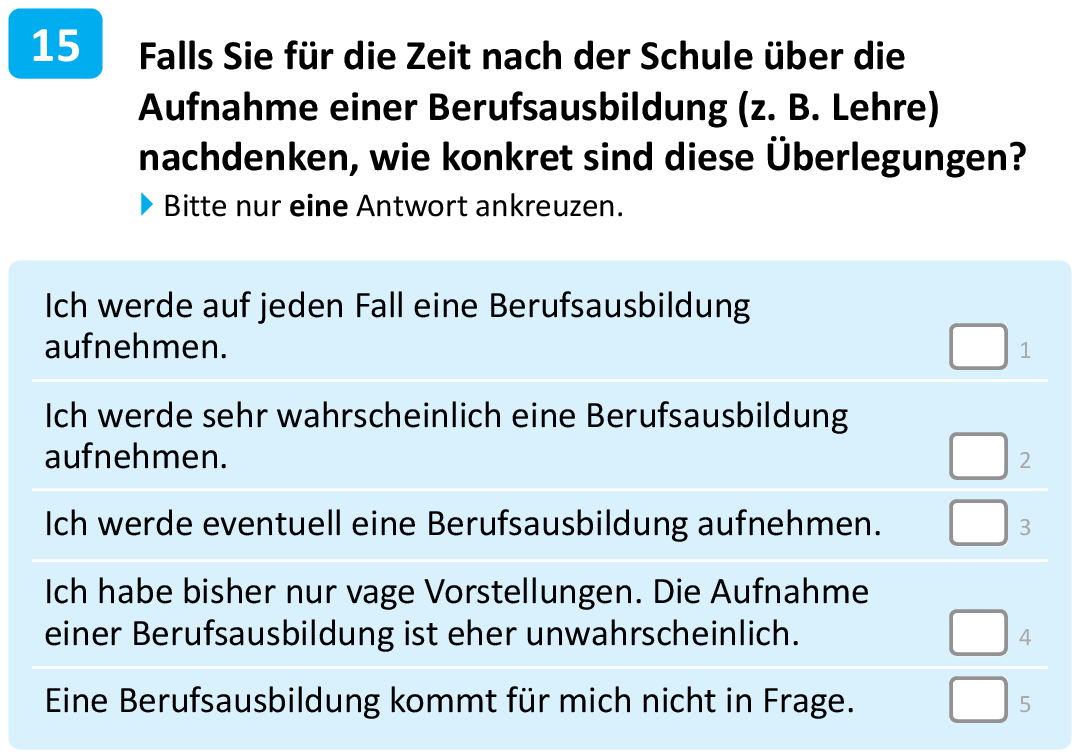 15
Falls Sie für die Zeit nach der Schule über die
Aufnahme einer Berufsausbildung (z. B. Lehre)
nachdenken, wie konkret sind diese Überlegungen?
Bitte nur eine Antwort ankreuzen.
Ich werde auf jeden Fall eine Berufsausbildung
aufnehmen.
1
Ich werde sehr wahrscheinlich eine Berufsausbildung
aufnehmen.
2
Ich werde eventuell eine Berufsausbildung aufnehmen.
3
Ich habe bisher nur vage Vorstellungen. Die Aufnahme
einer Berufsausbildung ist eher unwahrscheinlich.
4
Eine Berufsausbildung kommt für mich nicht in Frage.
5